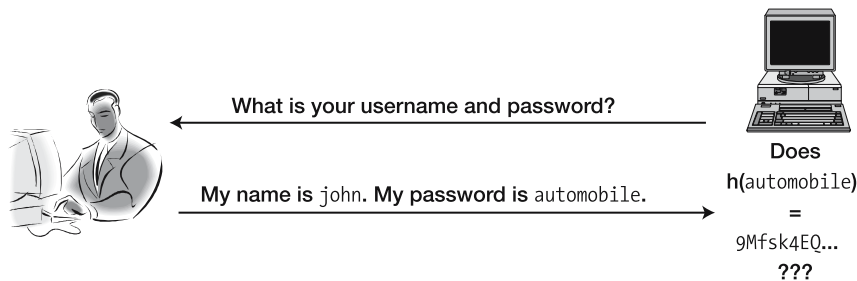 What is your username and password?
My name is john. My password is automobile.
Does
h(automobile)
=
9Mfsk4EQ...
???